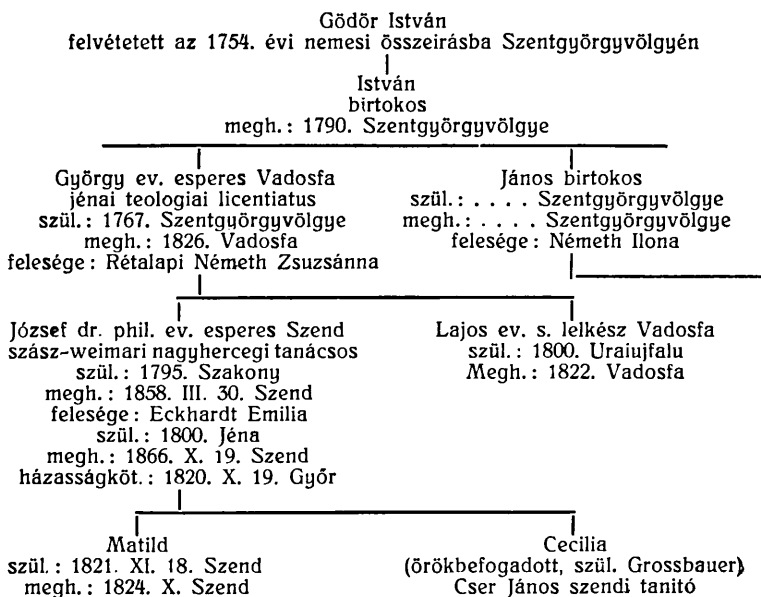 Gödör István
felvétetett az 1754. évi nemesi összeirásba Szentgyörgyvölgyén
István
birtokos
megh.: 1790. Szentgyörgyvölgye
György ev. esperes Vadosfa
jénai teologiai licentiatus
szül.: 1767. Szentgyörgyvölgye
megh.: 1826. Vadosfa
felesége: Rétalapi Németh Zsuzsánna
János birtokos
szül.: . . . . Szentgyörgyvölgye
megh.: . . . . Szentgyörgyvölgye
felesége: Németh Ilona
József dr. phil. ev. esperes Szend
szász-weimari nagyhercegi tanácsos
szül.: 1795. Szakony
megh.: 1858. III. 30. Szend
felesége: Eckhardt Emilia
szül.: 1800. Jéna
megh.: 1866. X. 19. Szend
házasságköt.: 1820. X. 19. Győr
Lajos ev. s. lelkész Vadosfa
szül.: 1800. Uraiujfalu
Megh.: 1822. Vadosfa
Matild
szül.: 1821. XI. 18. Szend
megh.: 1824. X. Szend
Cecilia
(örökbefogadott, szül. Grossbauer)
Cser János szendi tanitó